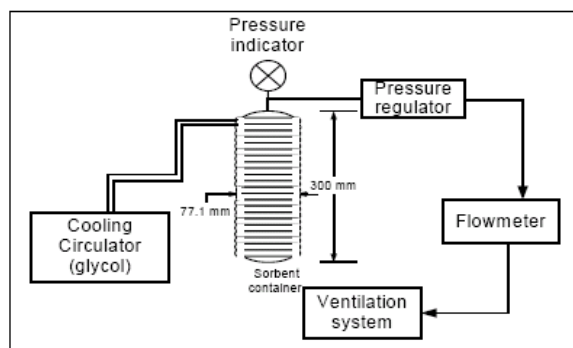 Pressure
indicator
Pressure
regulator
77.1 mm
300 mm
Cooling
Circulator
(glycol)
Flowmeter
Sorbent
container
Ventilation
system